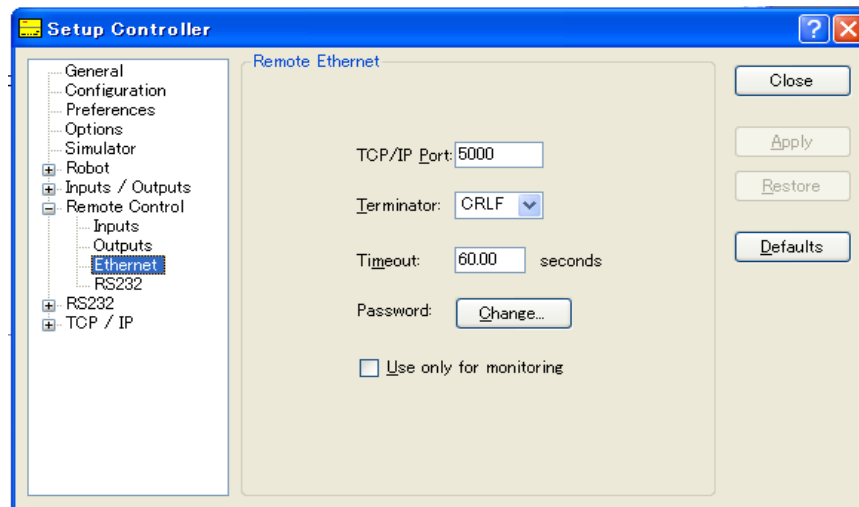 Setup Controller
General
Configuration
Preferences
Options
Simulator
Robot
Inputs / Outputs
Remote Control
Inputs
Outputs
Ethernet
RS232
RS232
TCP / IP
Remote Ethernet
TCP/IP Port: 5000
Terminator: CRLF
Timeout: 60.00 seconds
Password: Change...
Use only for monitoring
Close
Apply
Restore
Defaults